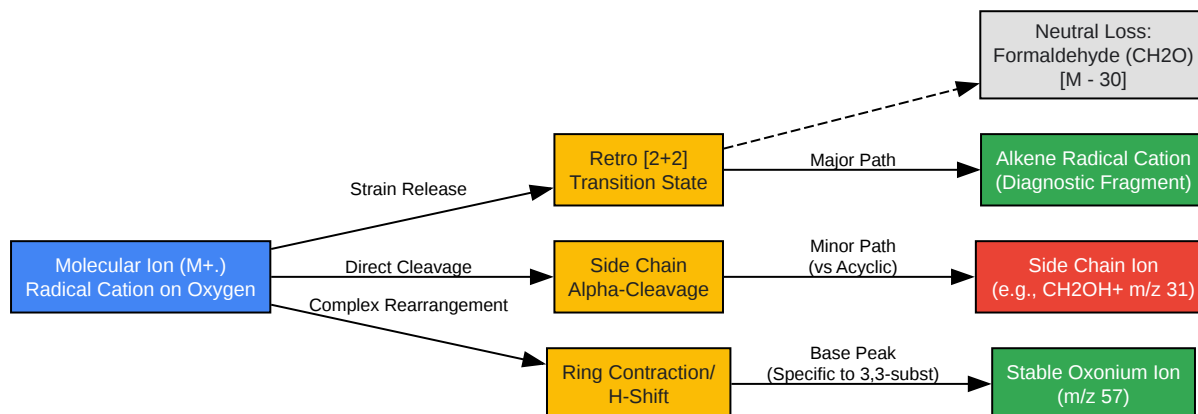 Neutral Loss:
Formaldehyde (CH2O)
[M - 30]
Retro [2+2]
Transition State
Major Path
Alkene Radical Cation
(Diagnostic Fragment)
Strain Release
Molecular Ion (M+.)
Radical Cation on Oxygen
Direct Cleavage
Side Chain
Alpha-Cleavage
Minor Path
(vs Acyclic)
Side Chain Ion
(e.g., CH2OH+ m/z 31)
Complex Rearrangement
Ring Contraction/
H-Shift
Base Peak
(Specific to 3,3-subst)
Stable Oxonium Ion
(m/z 57)